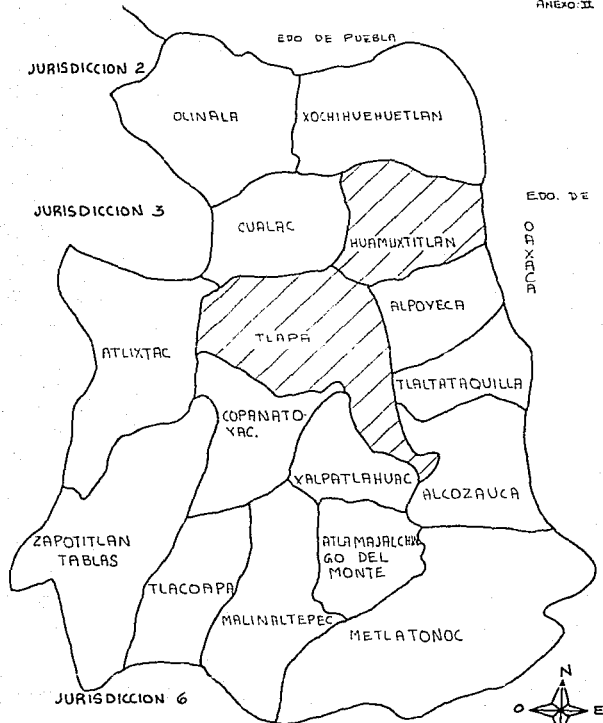 ANEXO: II
EDO DE PUEBLA
JURISDICCION 2
OLINALA
XOCHIHUEHUETLAN
EDO. DE
OAXACA
JURISDICCION 3
CUALAC
HUAMUXTITLAN
ALPOYECA
TLAPA
ATLIXTAC
TLALTATAQUILLA
COPANATO-
YAC.
XALPATLAHUAC
ALCOZAUCA
ZAPOTITLAN
TABLAS
ATLAMAJALCHIN
GO DEL
MONTE
TLACOAPA
MALINALTEPEC
METLATONOC
JURISDICCION 6
N
O
E